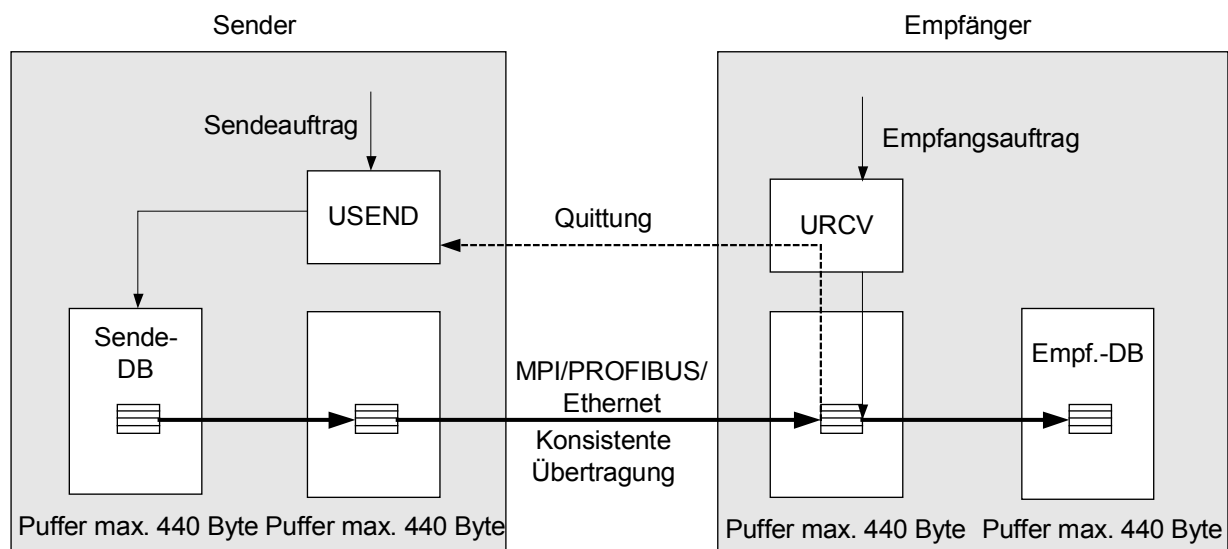 Sender
Empfänger
Sendeauftrag
Empfangsauftrag
USEND
Quittung
URCV
Sende-
DB
MPI/PROFIBUS/
Ethernet
Konsistente
Übertragung
Empf.-DB
Puffer max. 440 Byte
Puffer max. 440 Byte
Puffer max. 440 Byte
Puffer max. 440 Byte